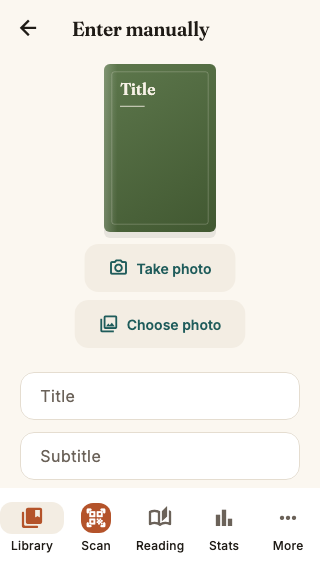 Enter manually
Title
Take photo
Choose photo
Title
Subtitle
Library Scan Reading Stats More